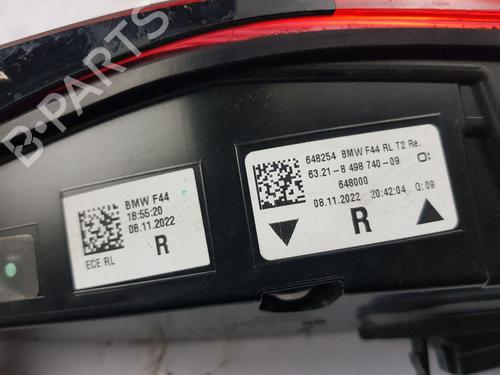 B-PARTS
BMW F44
18:55:20
08.11.2022
R
ECE RL
648254 BMW F44 RL T2 Re.
63.21-8 498 740-09
648000
08.11.2022 20:42:04 Q:09
R